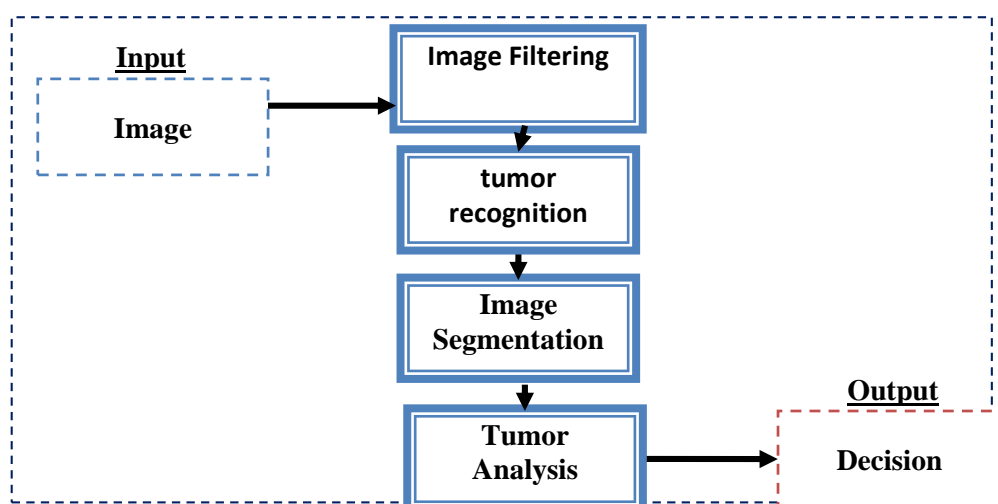 Input
Image
Image Filtering
tumor
recognition
Image
Segmentation
Tumor
Analysis
Output
Decision